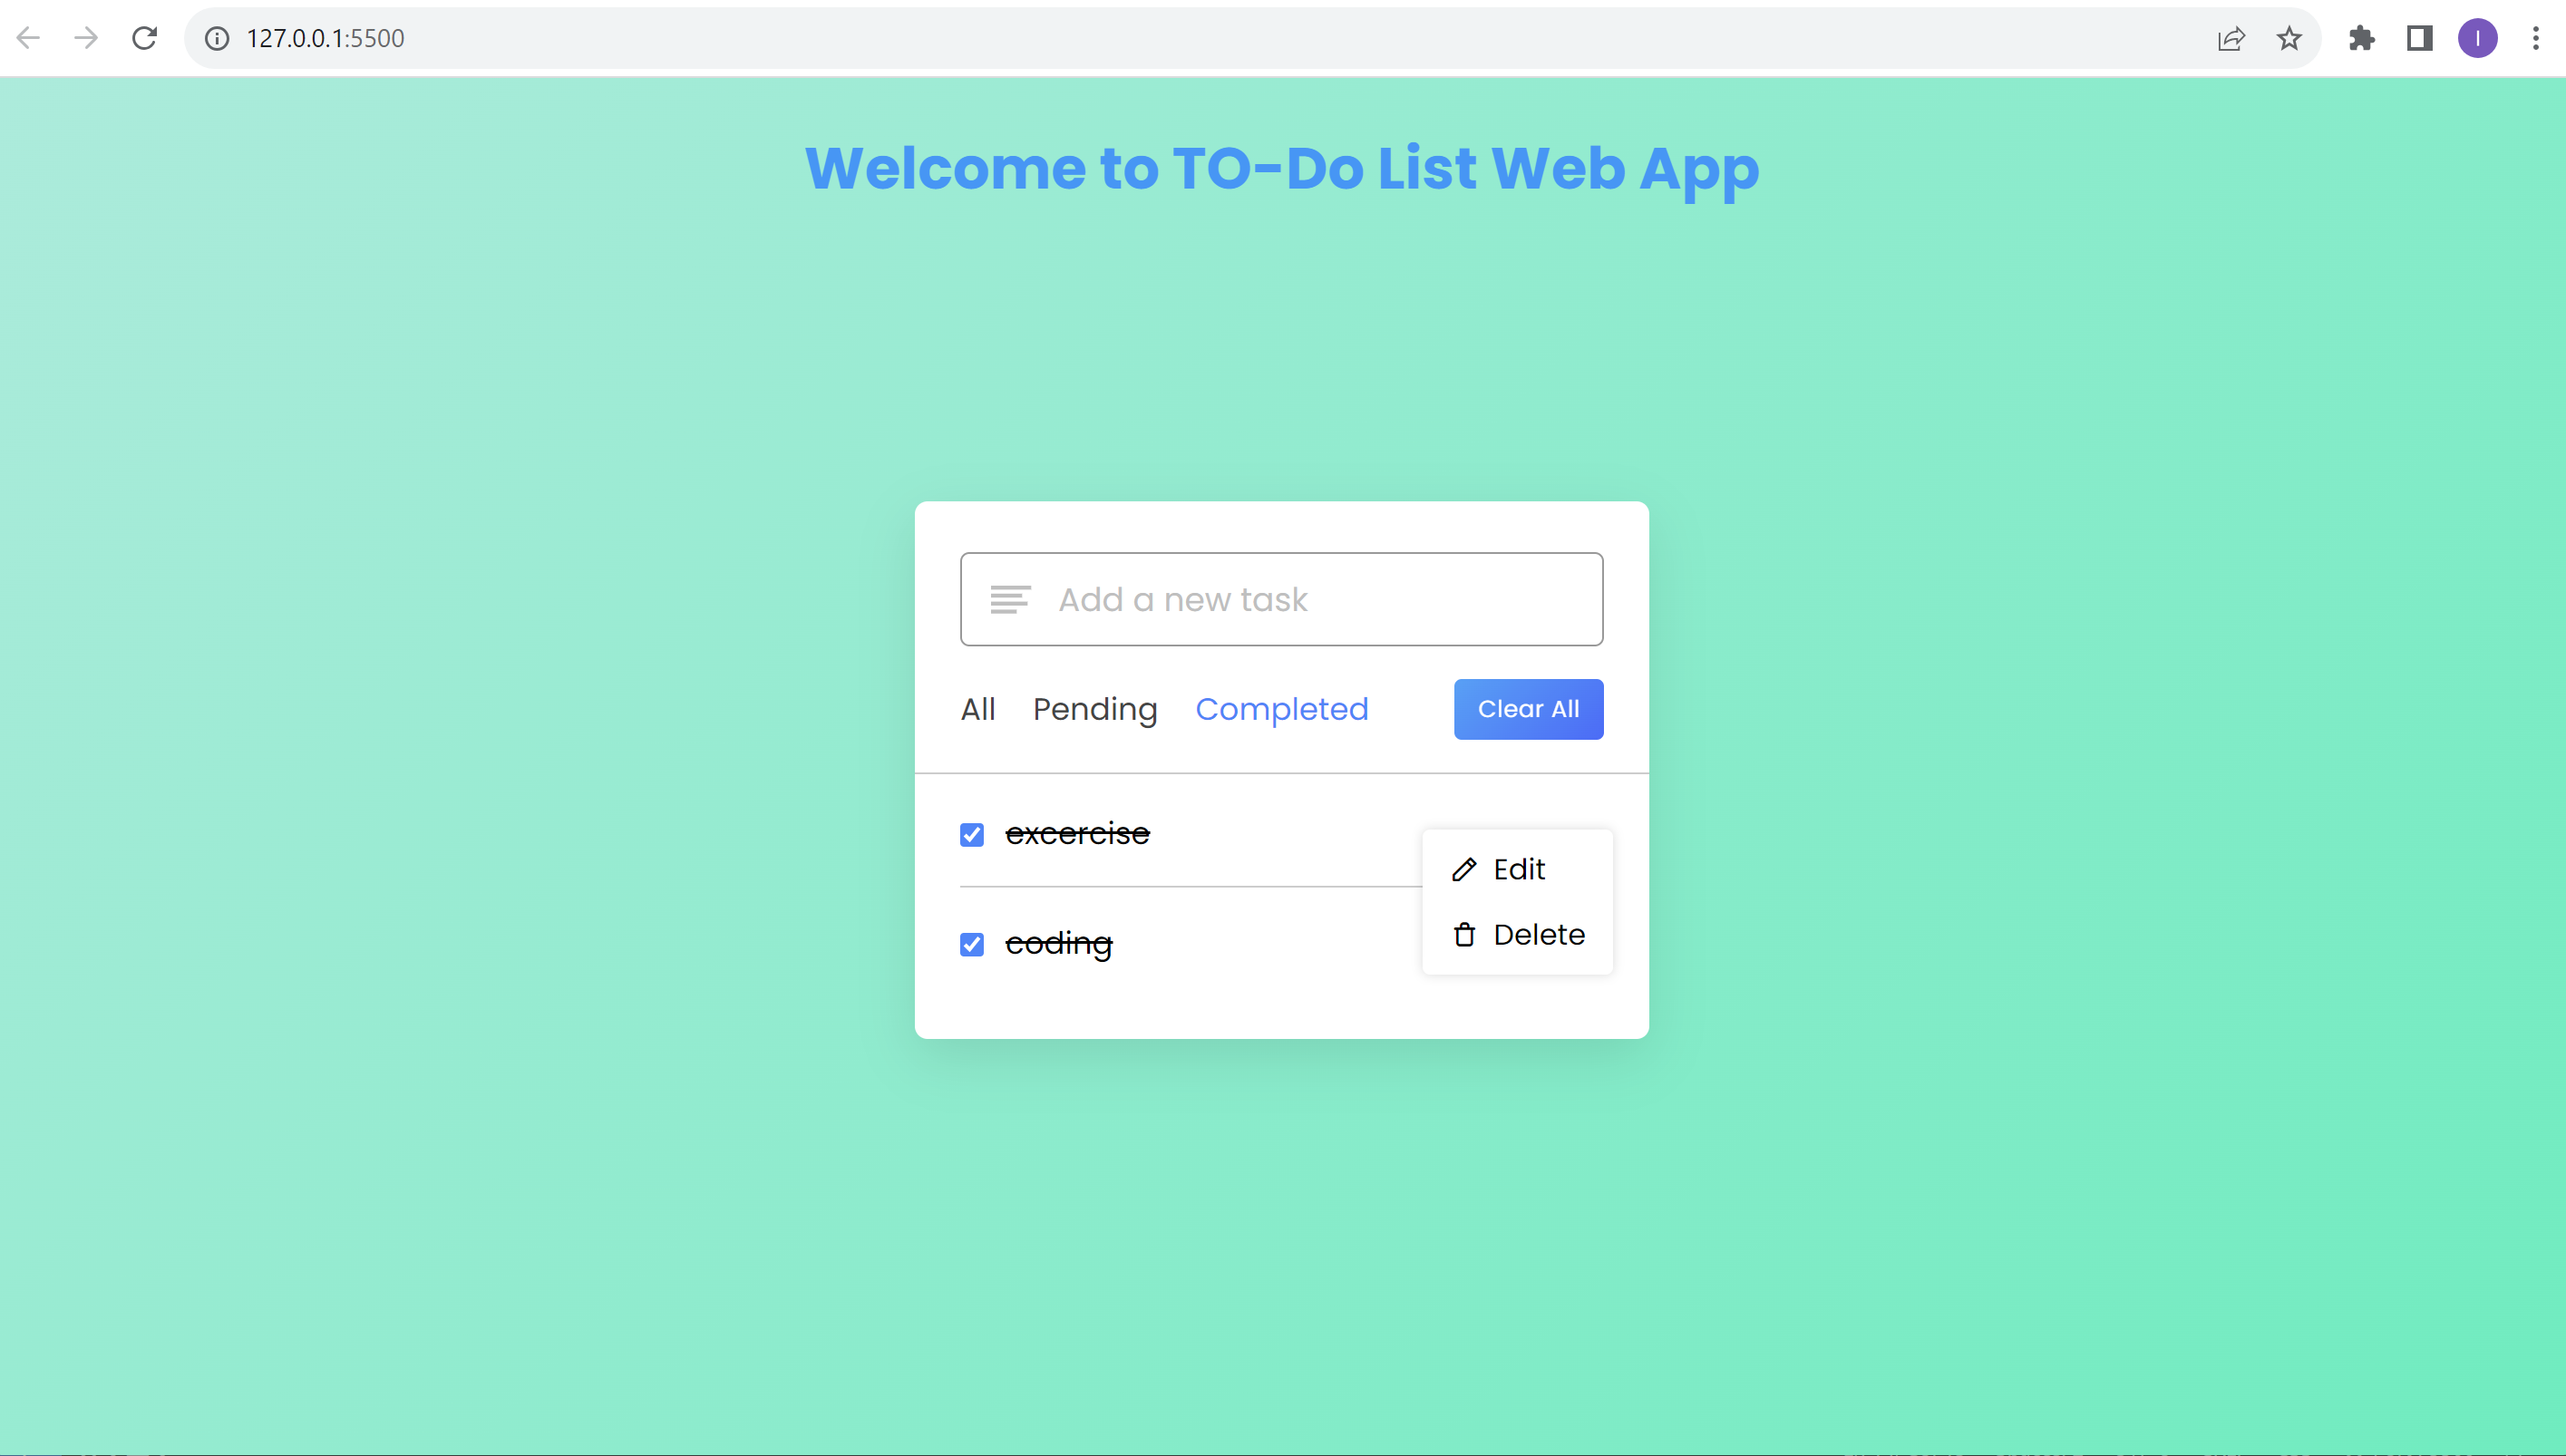 127.0.0.1:5500
I
Welcome to TO-Do List Web App
Add a new task
All Pending Completed Clear All
excercise
Edit
Delete
coding